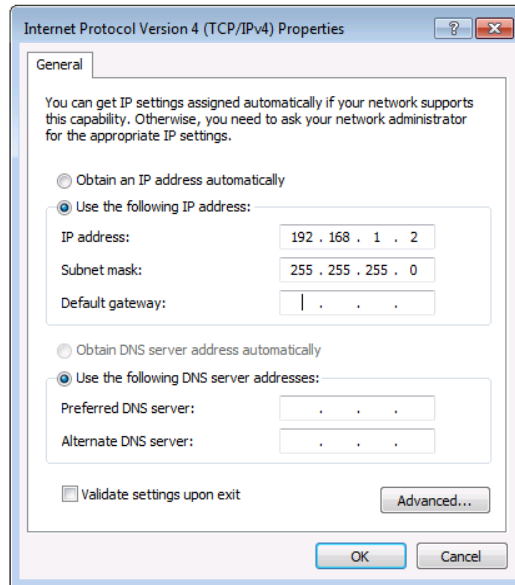 Internet Protocol Version 4 (TCP/IPv4) Properties
General
You can get IP settings assigned automatically if your network supports
this capability. Otherwise, you need to ask your network administrator
for the appropriate IP settings.
Obtain an IP address automatically
Use the following IP address:
IP address: 192 . 168 . 1 . 2
Subnet mask: 255 . 255 . 255 . 0
Default gateway: . . .
Obtain DNS server address automatically
Use the following DNS server addresses:
Preferred DNS server: . . .
Alternate DNS server: . . .
Validate settings upon exit
Advanced...
OK Cancel